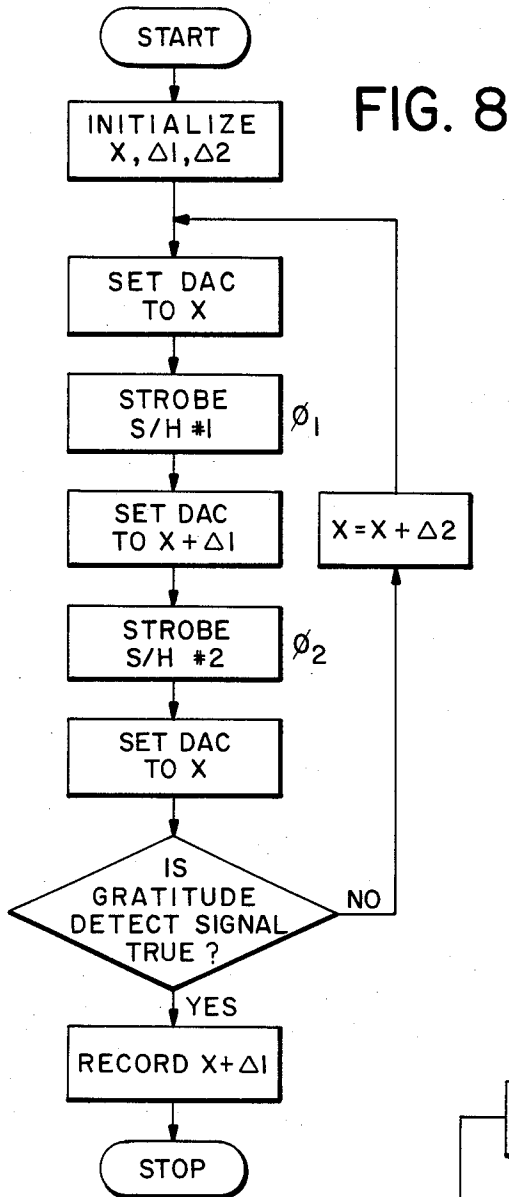 START
FIG. 8
INITIALIZE
X, Δ1, Δ2
SET DAC
TO X
STROBE
S/H #1
Ø1
SET DAC
TO X + Δ1
X = X + Δ2
STROBE
S/H #2
Ø2
SET DAC
TO X
IS
GRATITUDE
DETECT SIGNAL
TRUE ?
NO
YES
RECORD X + Δ1
STOP